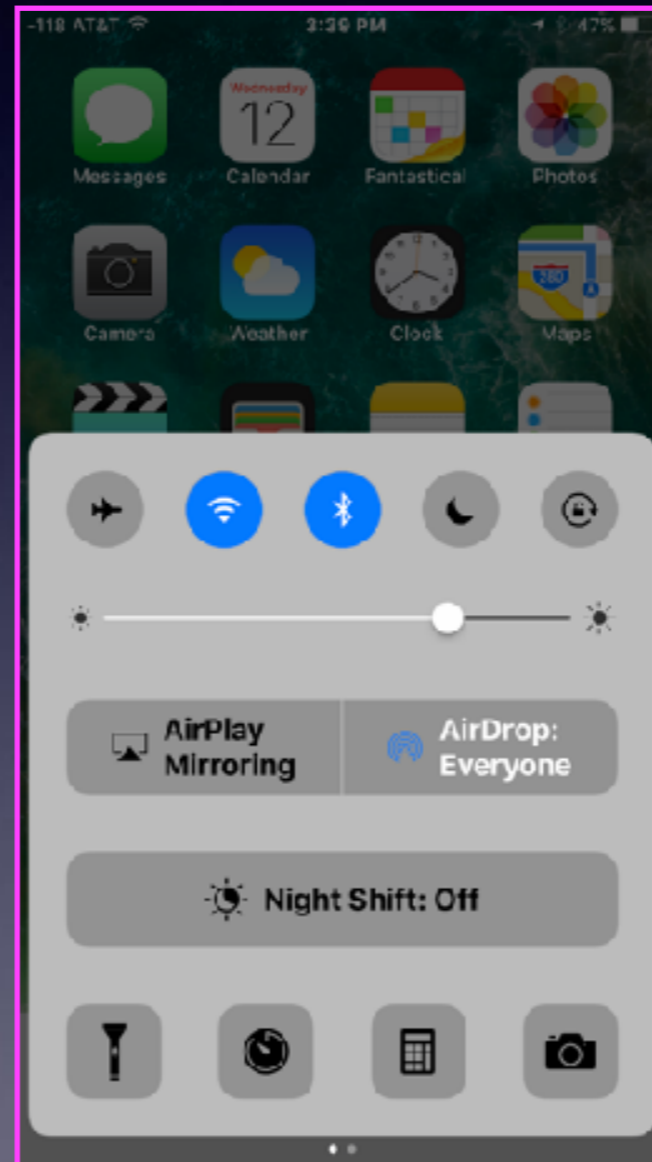 -118 AT&T 3:39 PM 47%
Wednesday
12
Messages Calendar Fantastical Photos
280
Camera Weather Clock Maps
AirPlay
Mirroring
AirDrop:
Everyone
Night Shift: Off